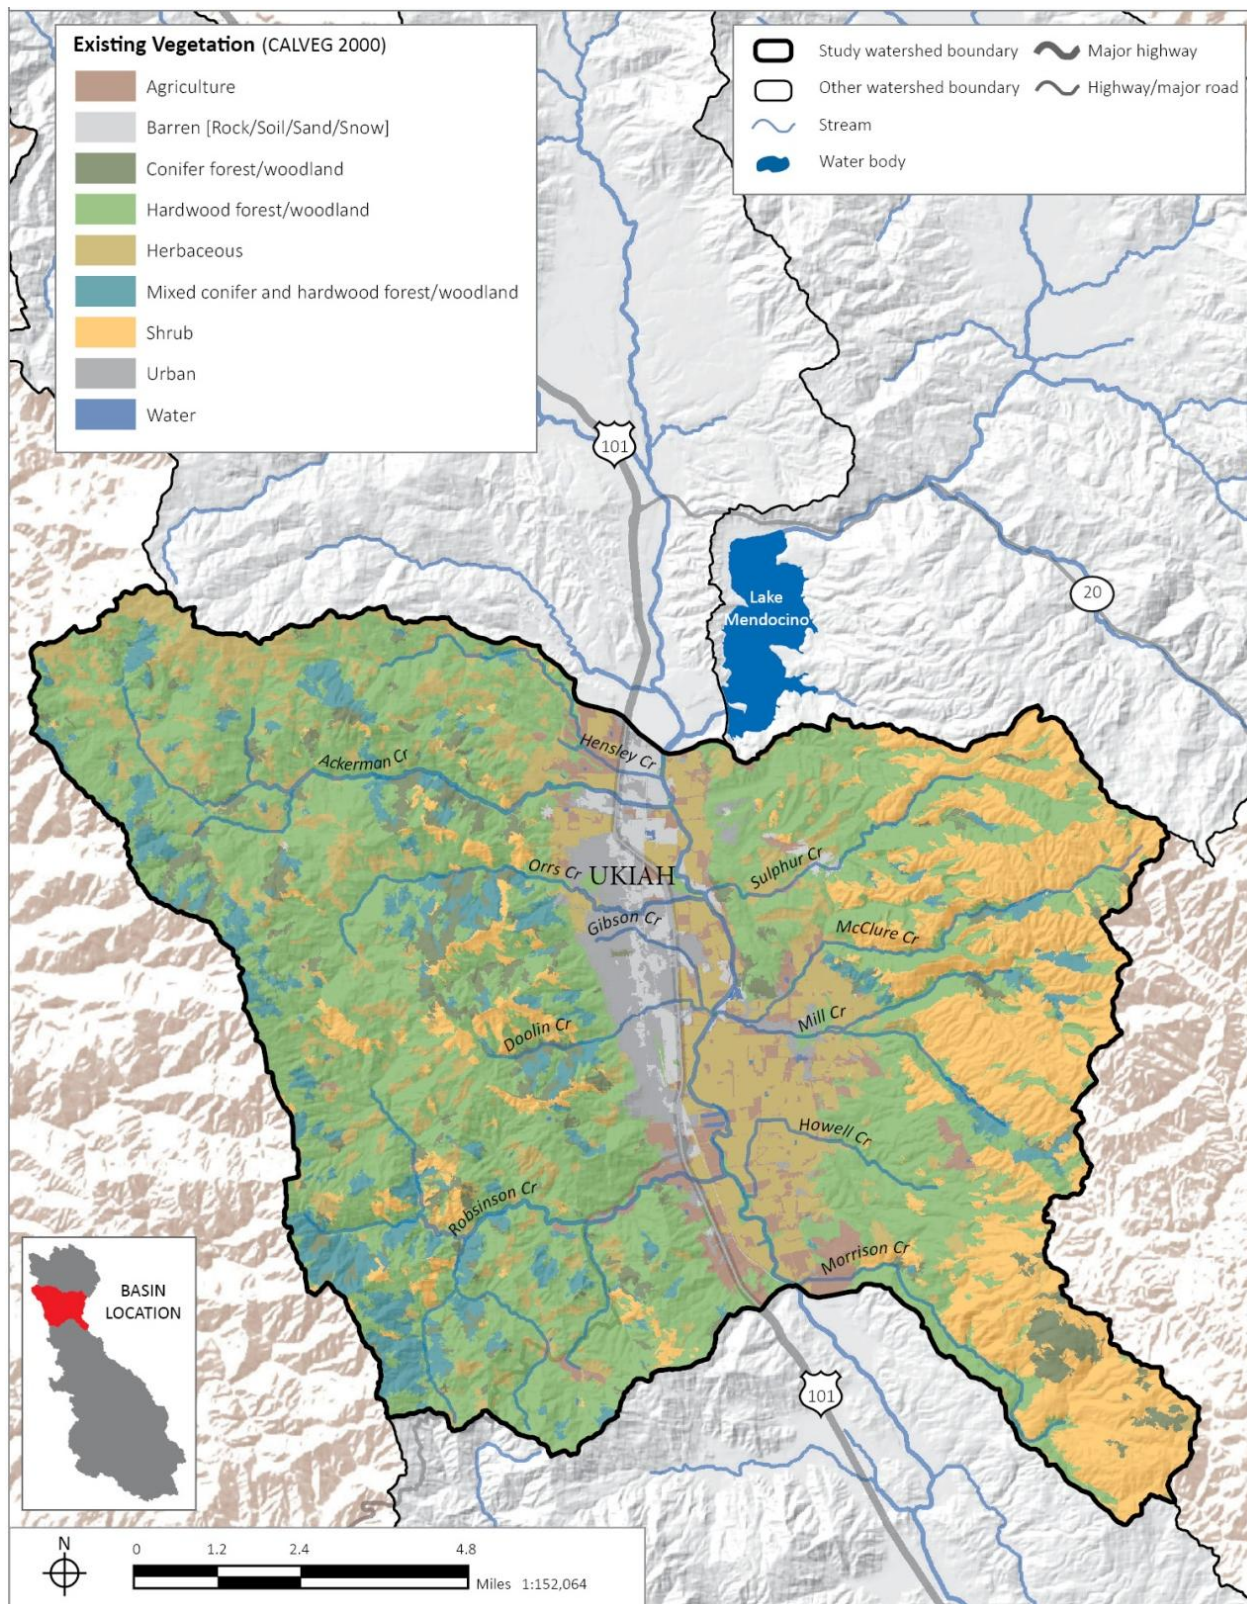 Existing Vegetation (CALVEG 2000)
Agriculture
Barren [Rock/Soil/Sand/Snow]
Conifer forest/woodland
Hardwood forest/woodland
Herbaceous
Mixed conifer and hardwood forest/woodland
Shrub
Urban
Water
Study watershed boundary
Major highway
Other watershed boundary
Highway/major road
Stream
Water body
101
20
Lake
Mendocino
Hensley Cr
Ackerman Cr
Orrs Cr
UKIAH
Sulphur Cr
Gibson Cr
McClure Cr
Doolin Cr
Mill Cr
Howell Cr
Robsinson Cr
Morrison Cr
BASIN
LOCATION
101
N
0 1.2 2.4 4.8
Miles 1:152,064